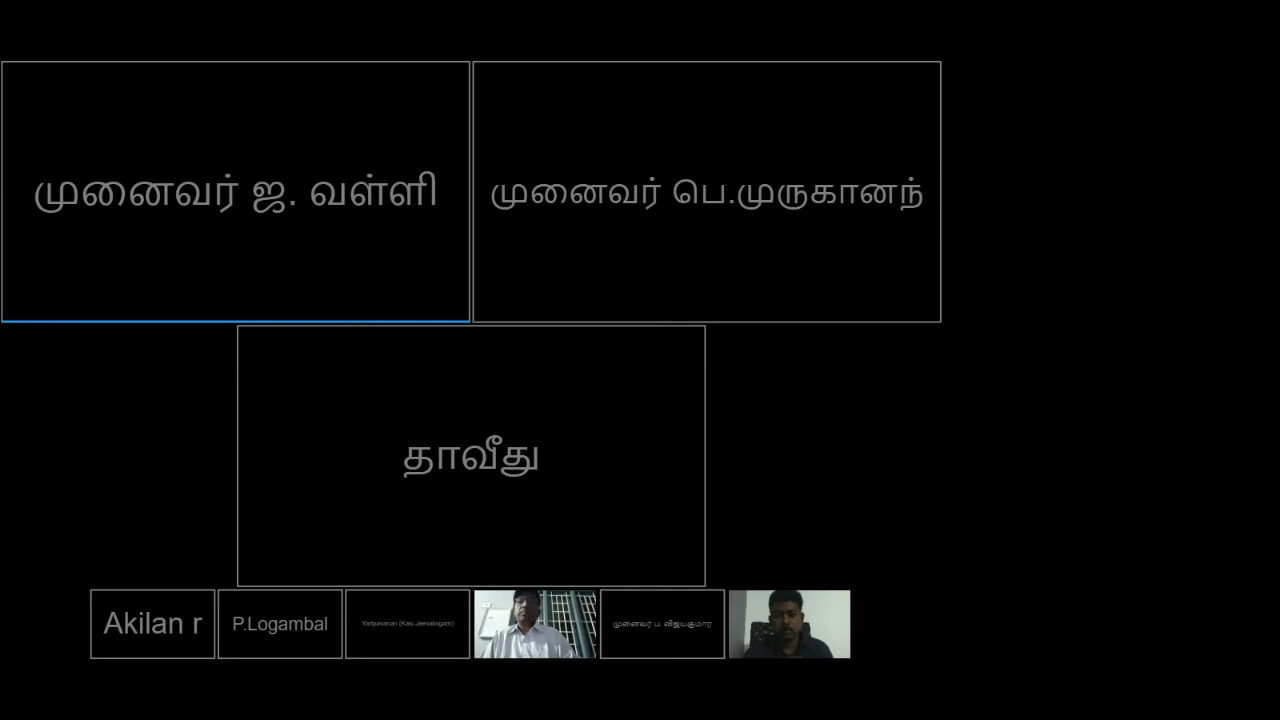 முனைவர் ஜ. வள்ளி
முனைவர் பெ.முருகானந்
தாவீது
Akilan r
P.Logambal
Yarlpavanan (Kasi.Jeevalingam)
முனைவர் ப. விஜயகுமார